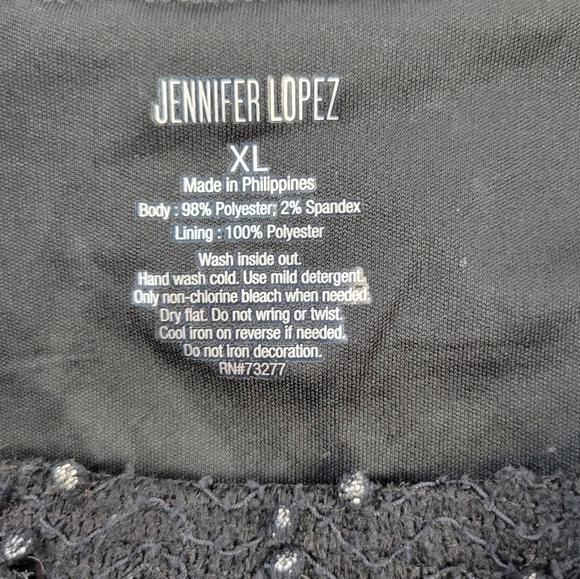 JENNIFER LOPEZ
XL
Made in Philippines
Body : 98% Polyester; 2% Spandex
Lining : 100% Polyester
Wash inside out.
Hand wash cold. Use mild detergent.
Only non-chlorine bleach when needed.
Dry flat. Do not wring or twist.
Cool iron on reverse if needed.
Do not iron decoration.
RN#73277